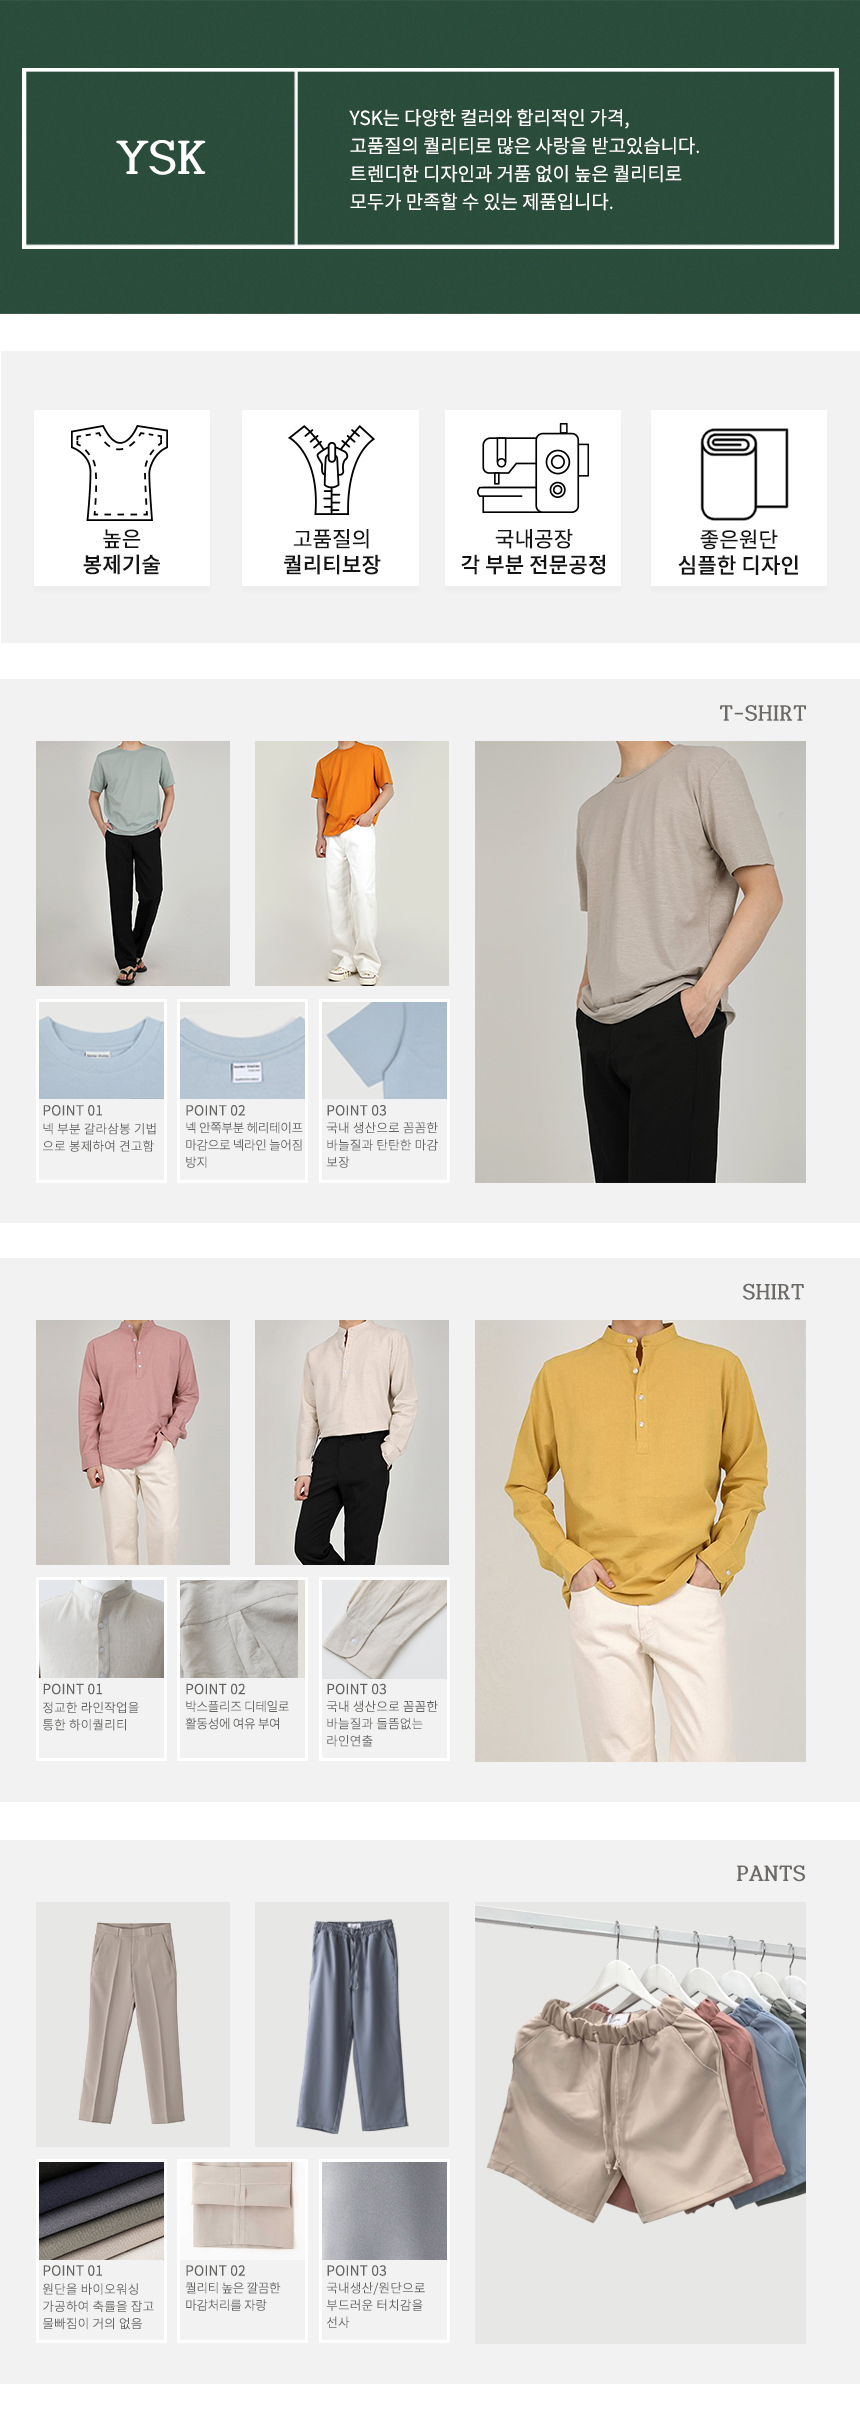 YSK
YSK는 다양한 컬러와 합리적인 가격,
고품질의 퀄리티로 많은 사랑을 받고있습니다.
트렌디한 디자인과 거품 없이 높은 퀄리티로
모두가 만족할 수 있는 제품입니다.
높은
봉제기술
고품질의
퀄리티보장
국내공장
각 부분 전문공정
좋은원단
심플한 디자인
T-SHIRT
POINT 01
넥 부분 갈라삼봉 기법
으로 봉제하여 견고함
POINT 02
넥 안쪽부분 헤리테이프
마감으로 넥라인 늘어짐
방지
POINT 03
국내 생산으로 꼼꼼한
바늘질과 탄탄한 마감
보장
SHIRT
POINT 01
정교한 라인작업을
통한 하이퀄리티
POINT 02
박스플리즈 디테일로
활동성에 여유 부여
POINT 03
국내 생산으로 꼼꼼한
바늘질과 들뜸없는
라인연출
PANTS
POINT 01
원단을 바이오워싱
가공하여 축률을 잡고
물빠짐이 거의 없음
POINT 02
퀄리티 높은 깔끔한
마감처리를 자랑
POINT 03
국내생산/원단으로
부드러운 터치감을
선사